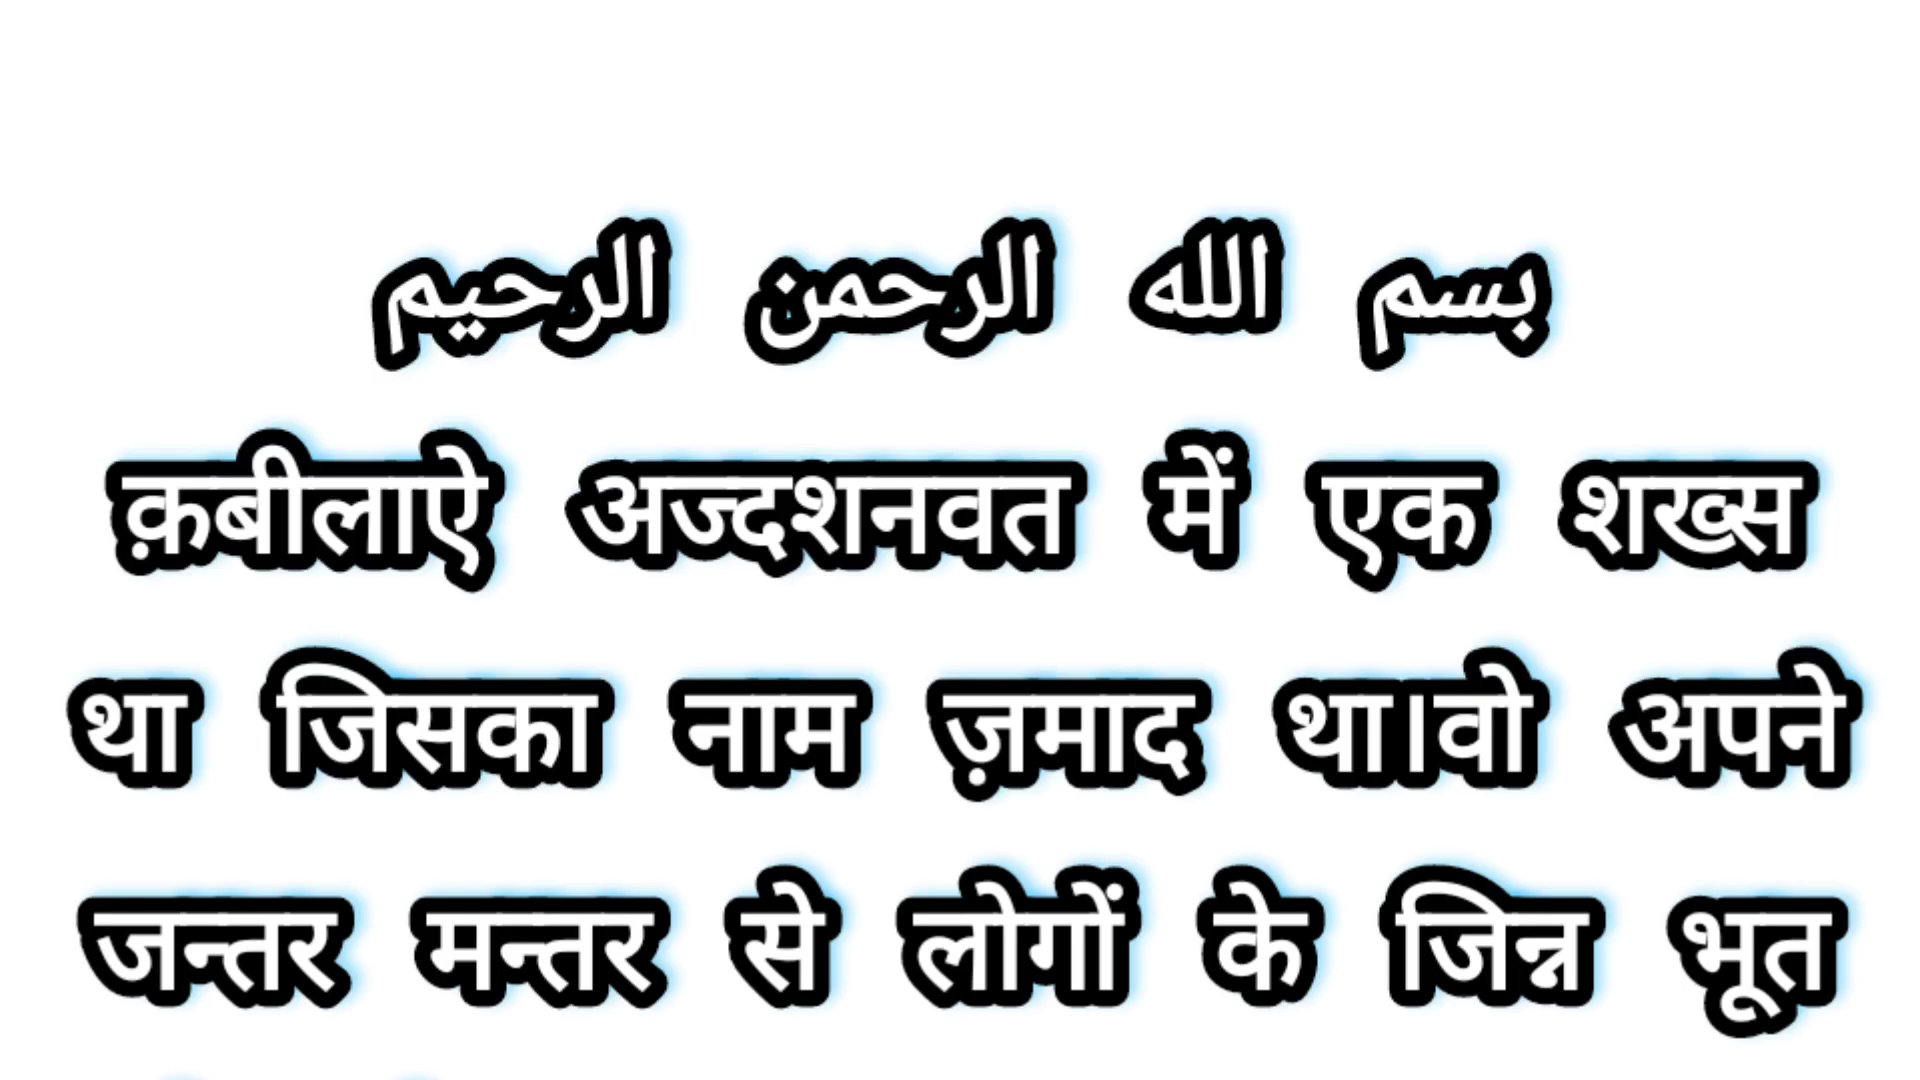 بسم الله الرحمن الرحيم
क़बीलाऐ अज्दशनवत में एक शख्स
था जिसका नाम ज़माद था।वो अपने
जन्तर मन्तर से लोगों के जिन्न भूत